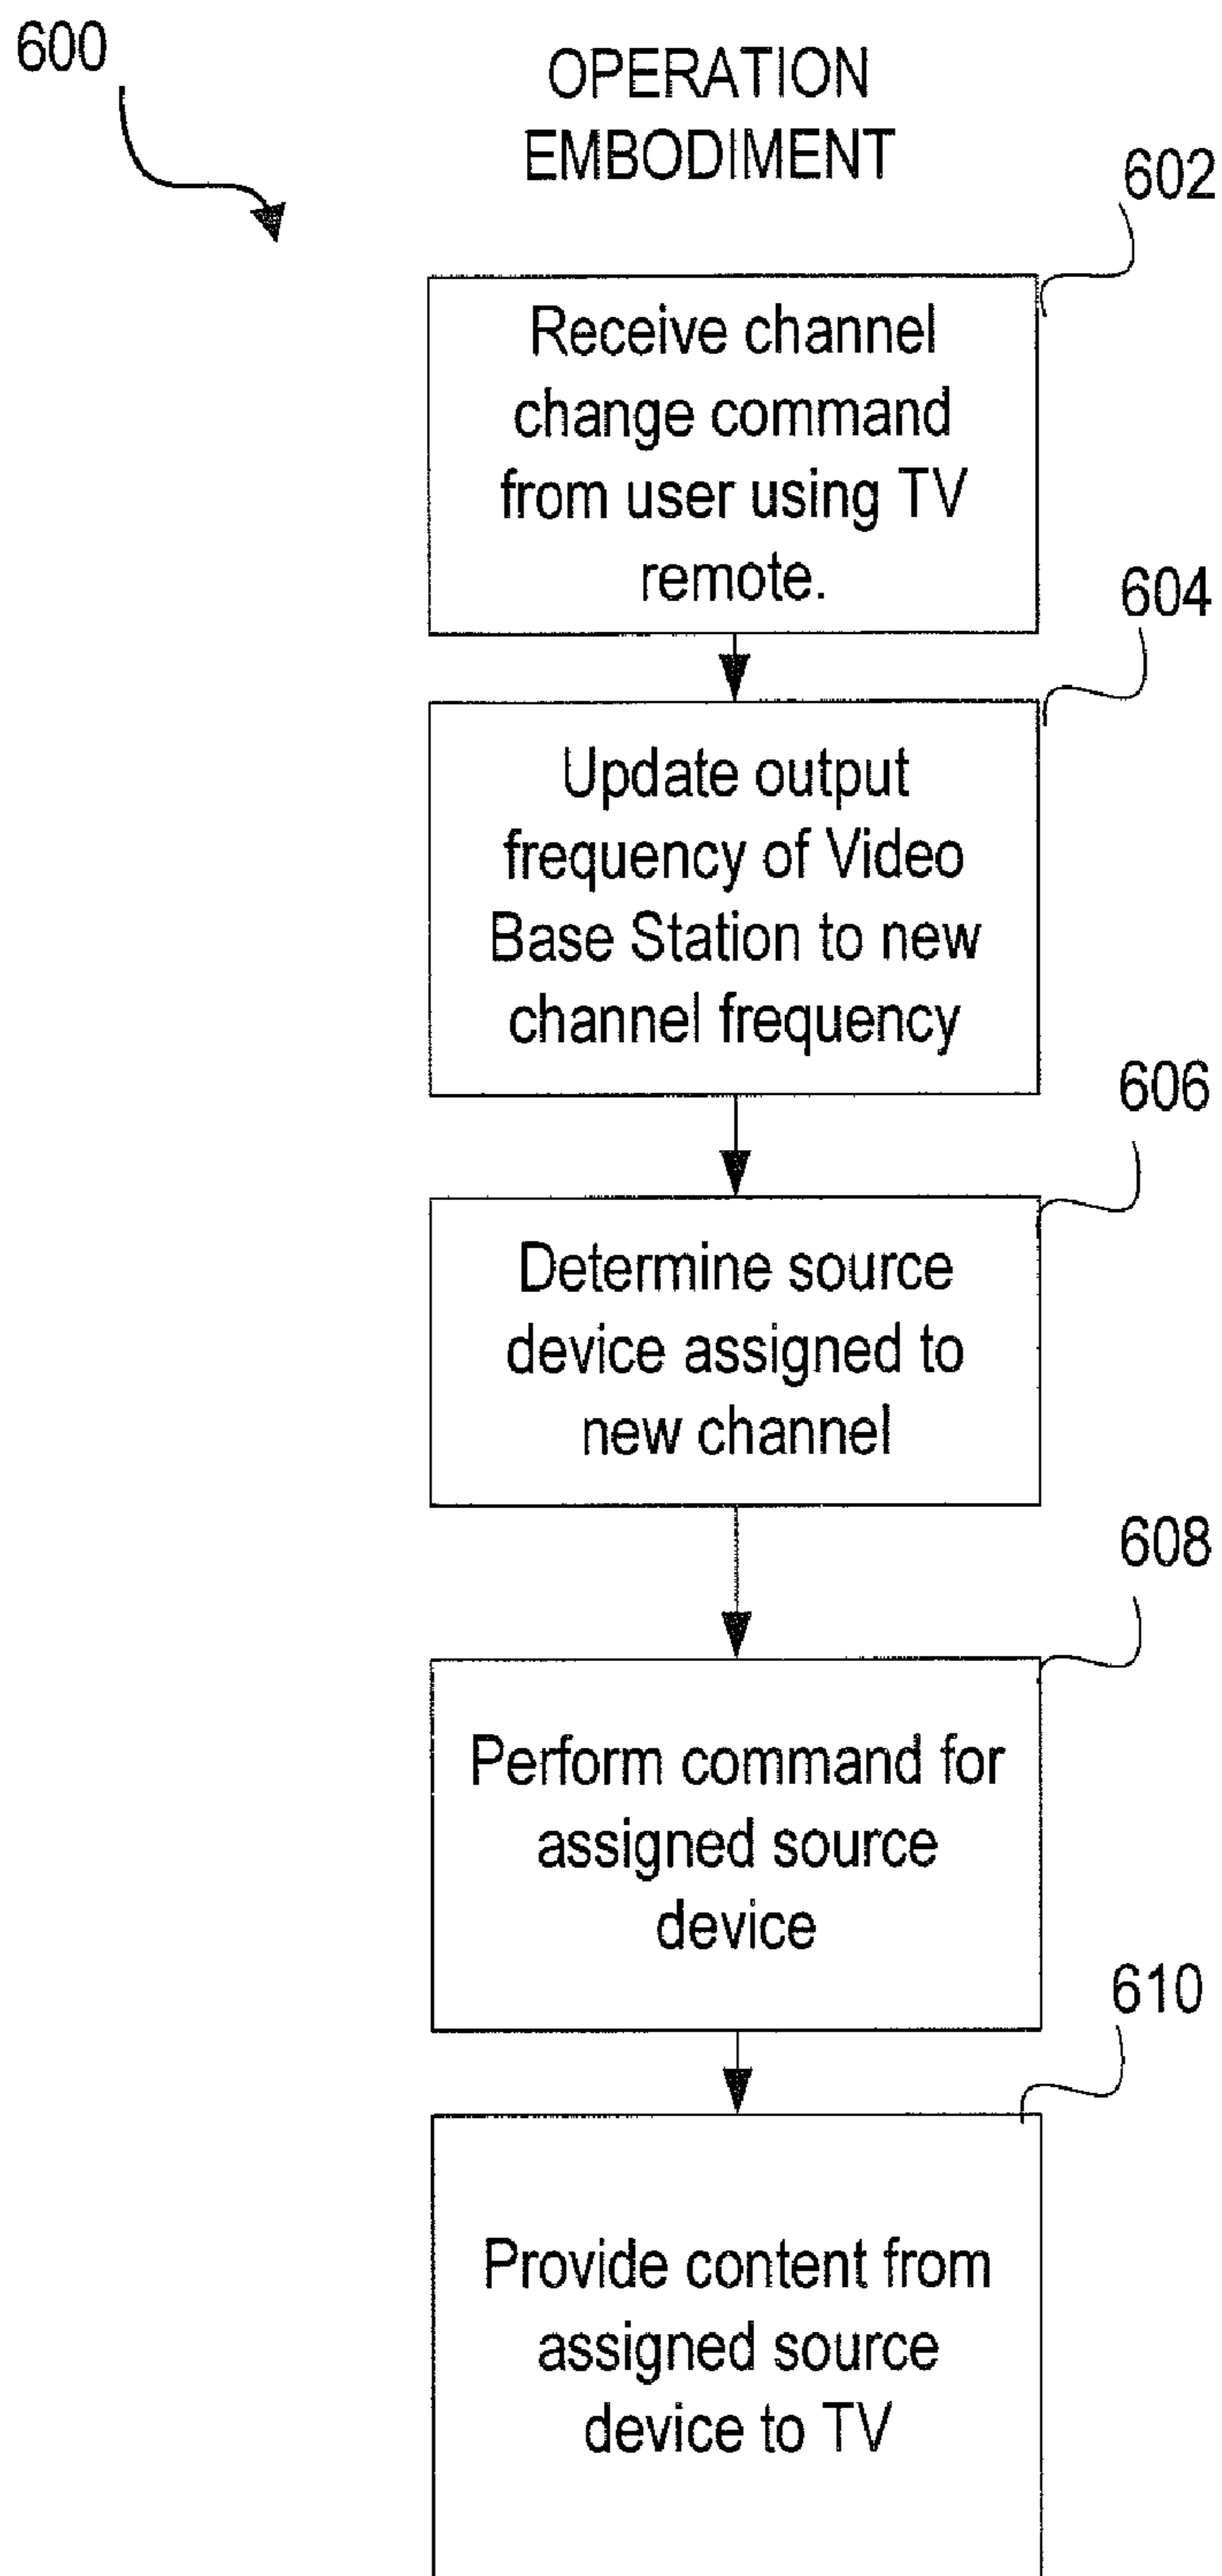 600
OPERATION
EMBODIMENT
602
Receive channel
change command
from user using TV
remote.
604
Update output
frequency of Video
Base Station to new
channel frequency
606
Determine source
device assigned to
new channel
608
Perform command for
assigned source
device
610
Provide content from
assigned source
device to TV